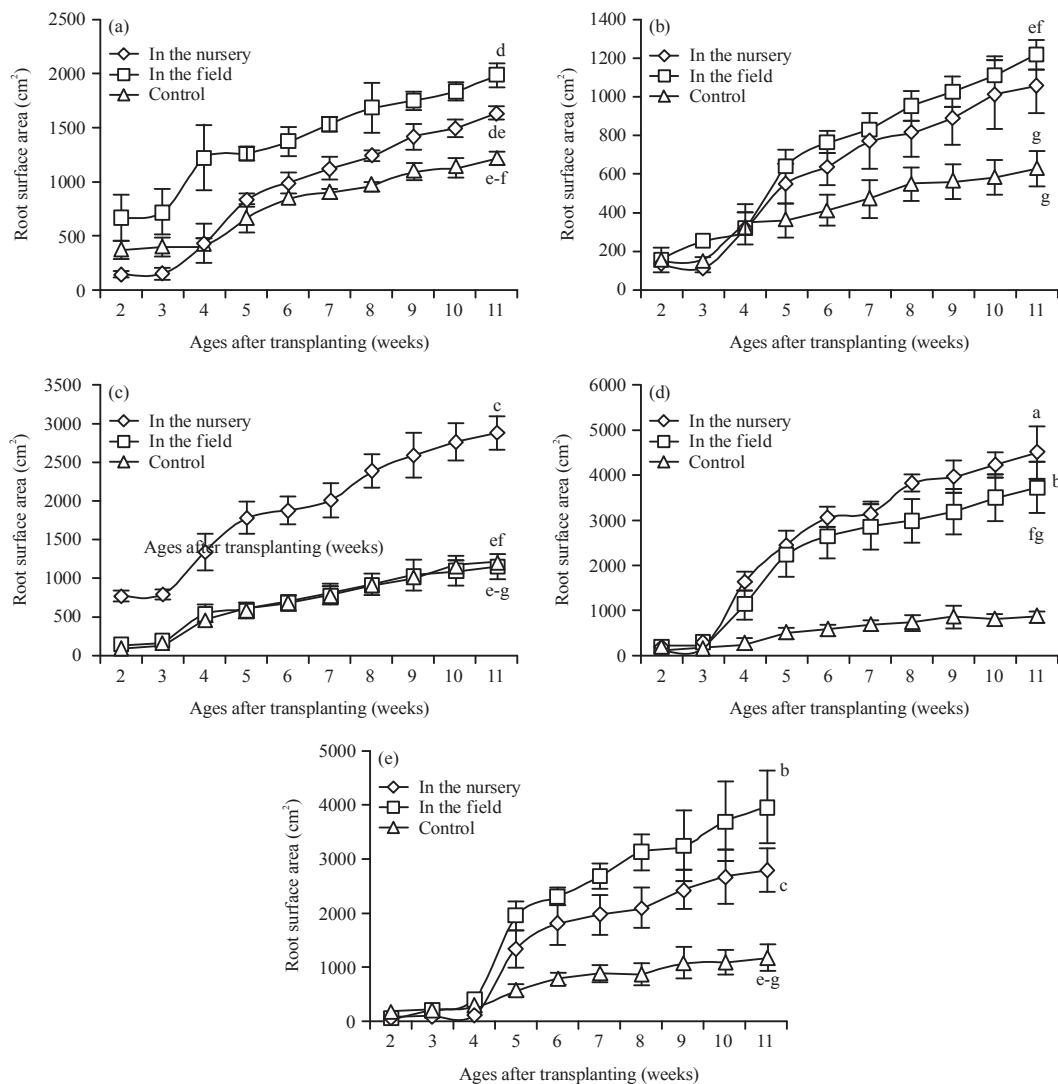 (a)
2500
2000
1500
1000
500
0
Root surface area (cm²)
In the nursery
In the field
Control
d
de
e-f
2 3 4 5 6 7 8 9 10 11
Ages after transplanting (weeks)
(b)
1400
1200
1000
800
600
400
200
0
Root surface area (cm²)
In the nursery
In the field
Control
ef
g
g
2 3 4 5 6 7 8 9 10 11
Ages after transplanting (weeks)
(c)
3500
3000
2500
2000
1500
1000
500
0
Root surface area (cm²)
In the nursery
In the field
Control
c
Ages after transplanting (weeks)
ef
e-g
2 3 4 5 6 7 8 9 10 11
Ages after transplanting (weeks)
(d)
6000
5000
4000
3000
2000
1000
0
Root surface area (cm²)
In the nursery
In the field
Control
a
b
fg
2 3 4 5 6 7 8 9 10 11
Ages after transplanting (weeks)
(e)
5000
4000
3000
2000
1000
0
Root surface area (cm²)
In the nursery
In the field
Control
b
c
e-g
2 3 4 5 6 7 8 9 10 11
Ages after transplanting (weeks)